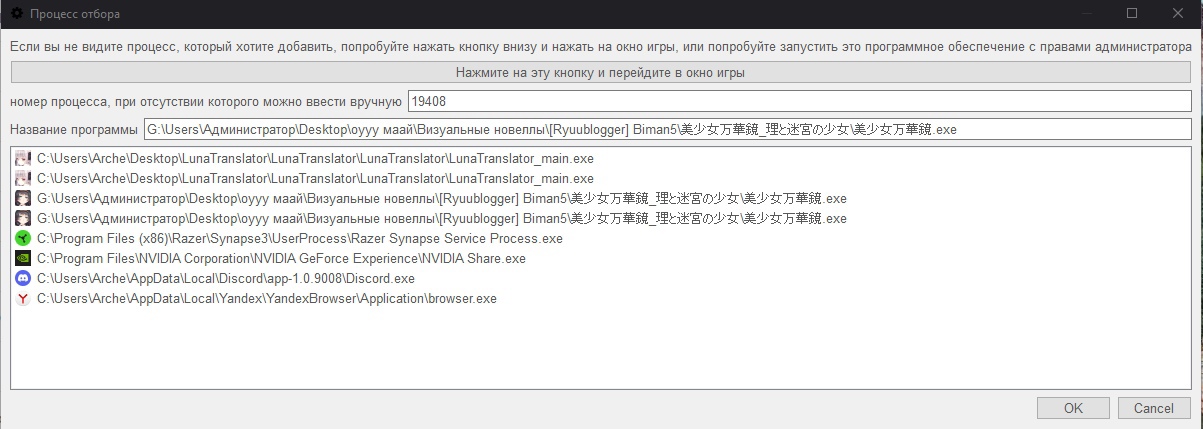 Процесс отбора
Если вы не видите процесс, который хотите добавить, попробуйте нажать кнопку внизу и нажать на окно игры, или попробуйте запустить это программное обеспечение с правами администратора
Нажмите на эту кнопку и перейдите в окно игры
номер процесса, при отсутствии которого можно ввести вручную 19408
Название программы G:\Users\Администратор\Desktop\оууу маай\Визуальные новеллы\[Ryuublogger] Biman5\美少女万華鏡_理と迷宮の少女\美少女万華鏡.exe
C:\Users\Arche\Desktop\LunaTranslator\LunaTranslator\LunaTranslator\LunaTranslator_main.exe
C:\Users\Arche\Desktop\LunaTranslator\LunaTranslator\LunaTranslator\LunaTranslator_main.exe
G:\Users\Администратор\Desktop\оууу маай\Визуальные новеллы\[Ryuublogger] Biman5\美少女万華鏡_理と迷宮の少女\美少女万華鏡.exe
G:\Users\Администратор\Desktop\оууу маай\Визуальные новеллы\[Ryuublogger] Biman5\美少女万華鏡_理と迷宮の少女\美少女万華鏡.exe
C:\Program Files (x86)\Razer\Synapse3\UserProcess\Razer Synapse Service Process.exe
C:\Program Files\NVIDIA Corporation\NVIDIA GeForce Experience\NVIDIA Share.exe
C:\Users\Arche\AppData\Local\Discord\app-1.0.9008\Discord.exe
C:\Users\Arche\AppData\Local\Yandex\YandexBrowser\Application\browser.exe
OK Cancel